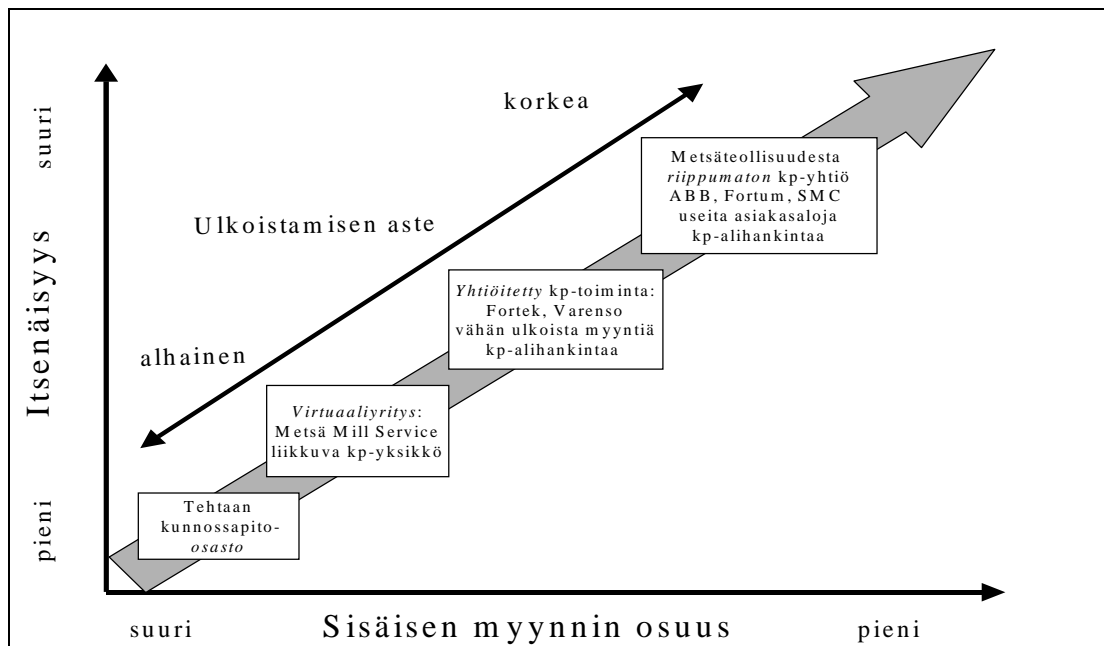 korkea
suuri
Metsäteollisuudesta
riippumaton kp-yhtiö
ABB, Fortum, SMC
useita asiakasaloja
kp-alihankintaa
Ulkoistamisen aste
Itsenäisyys
Yhtiöitetty kp-toiminta:
Fortek, Varenso
vähän ulkoista myyntiä
kp-alihankintaa
alhainen
Virtuaaliyritys:
Metsä Mill Service
liikkuva kp-yksikkö
pieni
Tehtaan
kunnossapito-
osasto
suuri
Sisäisen myynnin osuus
pieni